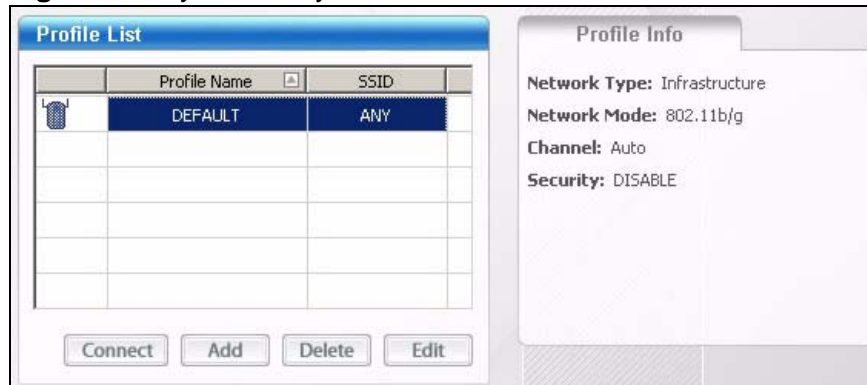 Profile List
Profile Name SSID
DEFAULT ANY
Connect Add Delete Edit
Profile Info
Network Type: Infrastructure
Network Mode: 802.11b/g
Channel: Auto
Security: DISABLE